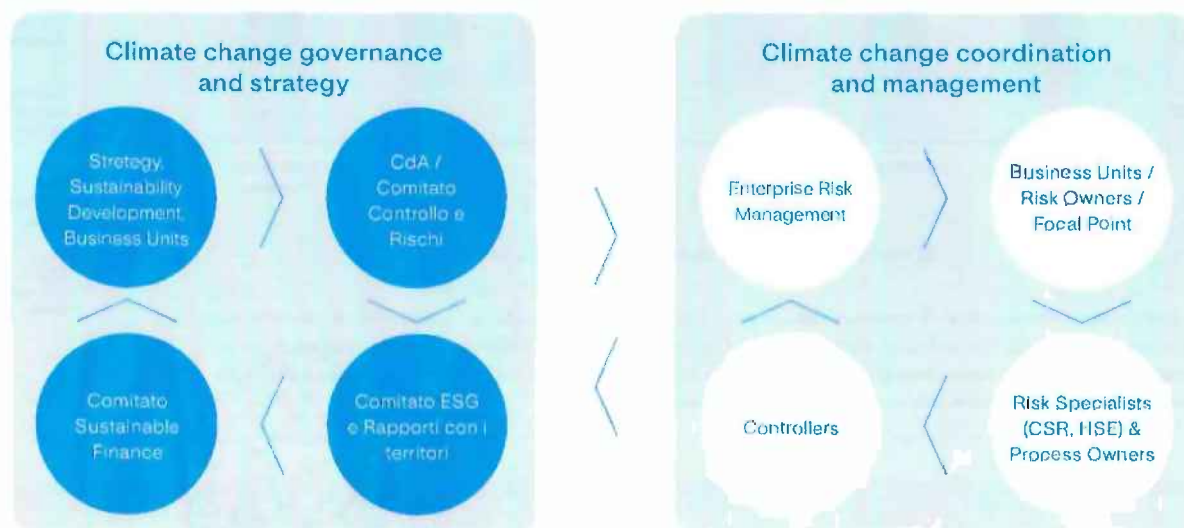 Climate change governance
and strategy
Stretegy,
Sustainability
Development,
Business Units
CdA /
Comitato
Controllo e
Rischi
Comitato
Sustainable
Finance
Comitato ESG
e Rapporti con i
territori
Climate change coordination
and management
Enterprise Risk
Management
Business Units /
Risk Owners /
Focal Point
Controllers
Risk Specialists
(CSR, HSE) &
Process Owners